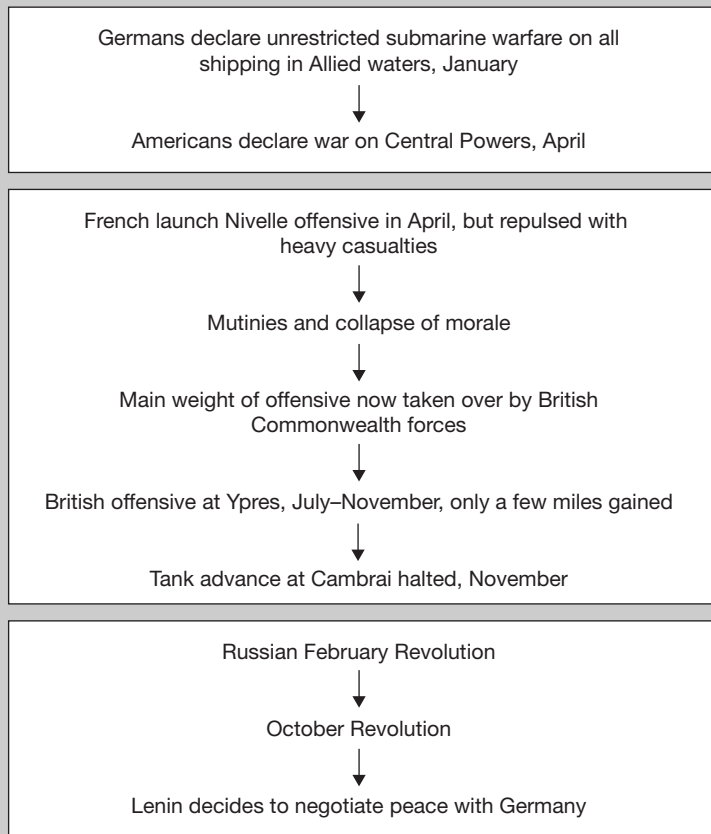 Germans declare unrestricted submarine warfare on all
shipping in Allied waters, January
Americans declare war on Central Powers, April
French launch Nivelle offensive in April, but repulsed with
heavy casualties
Mutinies and collapse of morale
Main weight of offensive now taken over by British
Commonwealth forces
British offensive at Ypres, July–November, only a few miles gained
Tank advance at Cambrai halted, November
Russian February Revolution
October Revolution
Lenin decides to negotiate peace with Germany